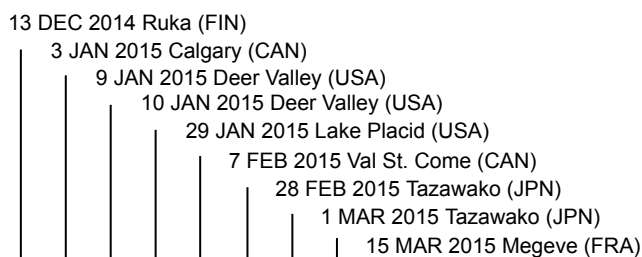 13 DEC 2014 Ruka (FIN)
3 JAN 2015 Calgary (CAN)
9 JAN 2015 Deer Valley (USA)
10 JAN 2015 Deer Valley (USA)
29 JAN 2015 Lake Placid (USA)
7 FEB 2015 Val St. Come (CAN)
28 FEB 2015 Tazawako (JPN)
1 MAR 2015 Tazawako (JPN)
15 MAR 2015 Megeve (FRA)